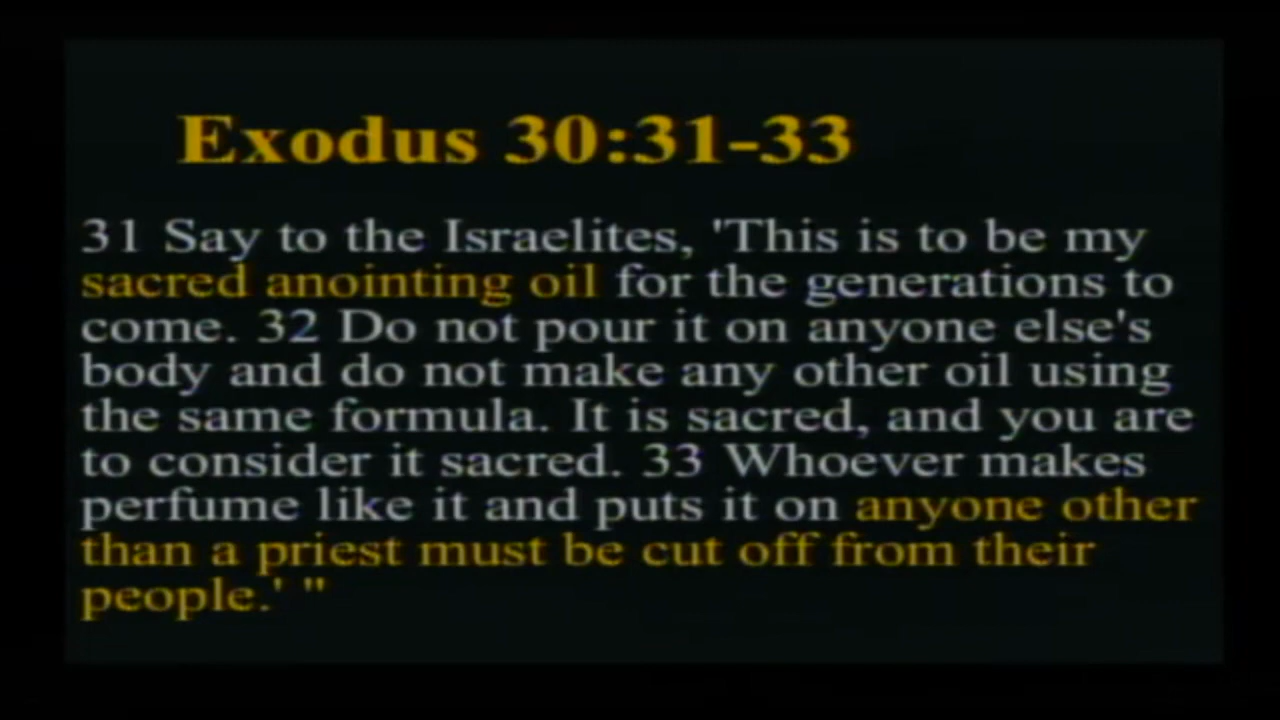 Exodus 30:31-33
31 Say to the Israelites, 'This is to be my
sacred anointing oil for the generations to
come. 32 Do not pour it on anyone else's
body and do not make any other oil using
the same formula. It is sacred, and you are
to consider it sacred. 33 Whoever makes
perfume like it and puts it on anyone other
than a priest must be cut off from their
people.' "